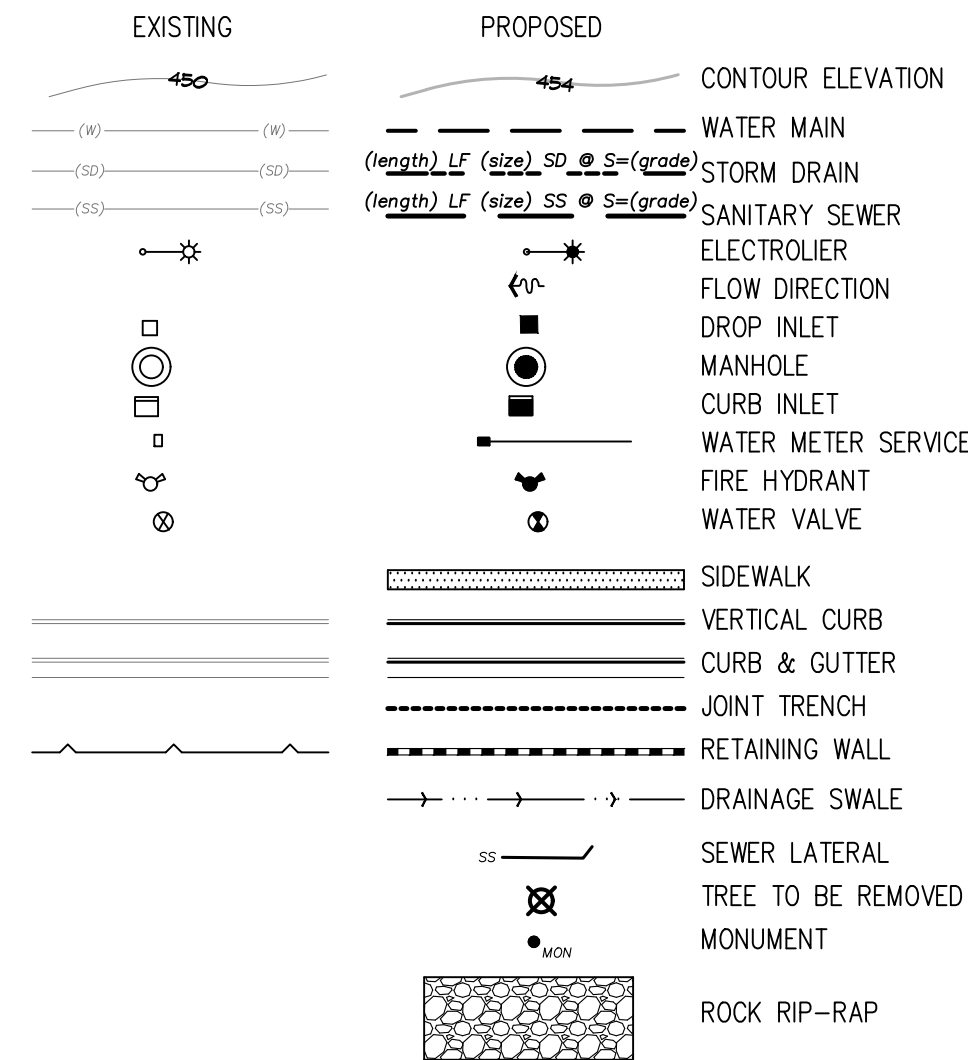 EXISTING PROPOSED
450 454 CONTOUR ELEVATION
(W) (W) WATER MAIN
(SD) (SD) (length) LF (size) SD @ S=(grade) STORM DRAIN
(SS) (SS) (length) LF (size) SS @ S=(grade) SANITARY SEWER
ELECTROLIER
FLOW DIRECTION
DROP INLET
MANHOLE
CURB INLET
WATER METER SERVICE
FIRE HYDRANT
WATER VALVE
SIDEWALK
VERTICAL CURB
CURB & GUTTER
JOINT TRENCH
RETAINING WALL
DRAINAGE SWALE
SS SEWER LATERAL
TREE TO BE REMOVED
MON MONUMENT
ROCK RIP-RAP